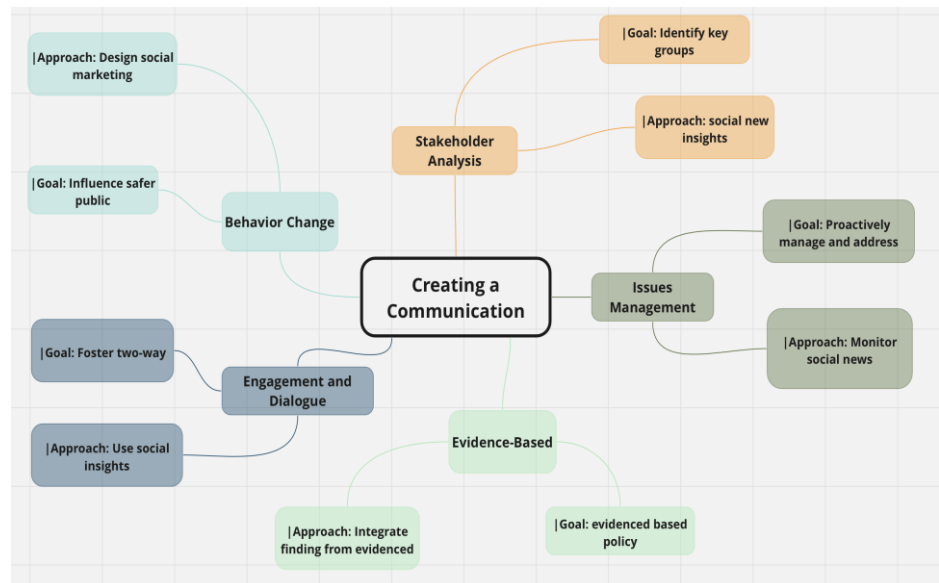 Creating a
Communication
Stakeholder
Analysis
|Goal: Identify key
groups
|Approach: social new
insights
Issues
Management
|Goal: Proactively
manage and address
|Approach: Monitor
social news
Evidence-Based
|Goal: evidenced based
policy
|Approach: Integrate
finding from evidenced
Engagement and
Dialogue
|Goal: Foster two-way
|Approach: Use social
insights
Behavior Change
|Approach: Design social
marketing
|Goal: Influence safer
public